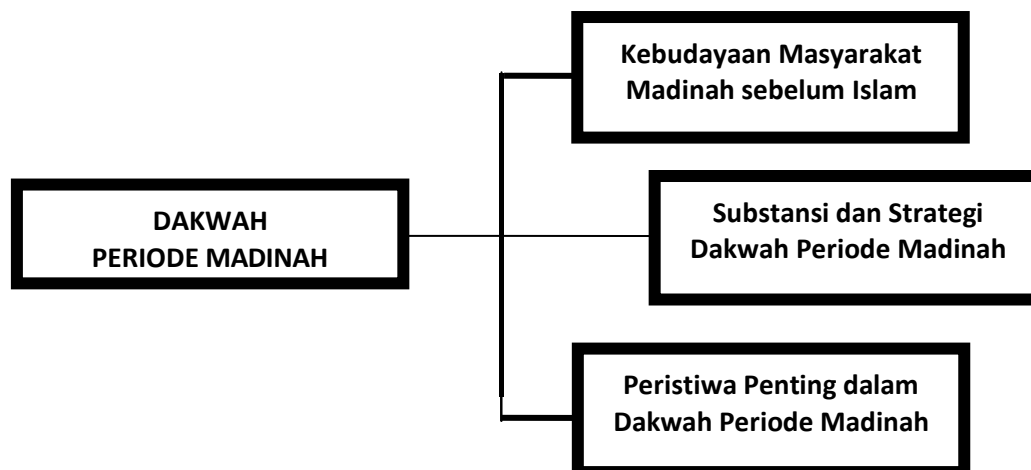 DAKWAH
PERIODE MADINAH
Kebudayaan Masyarakat
Madinah sebelum Islam
Substansi dan Strategi
Dakwah Periode Madinah
Peristiwa Penting dalam
Dakwah Periode Madinah